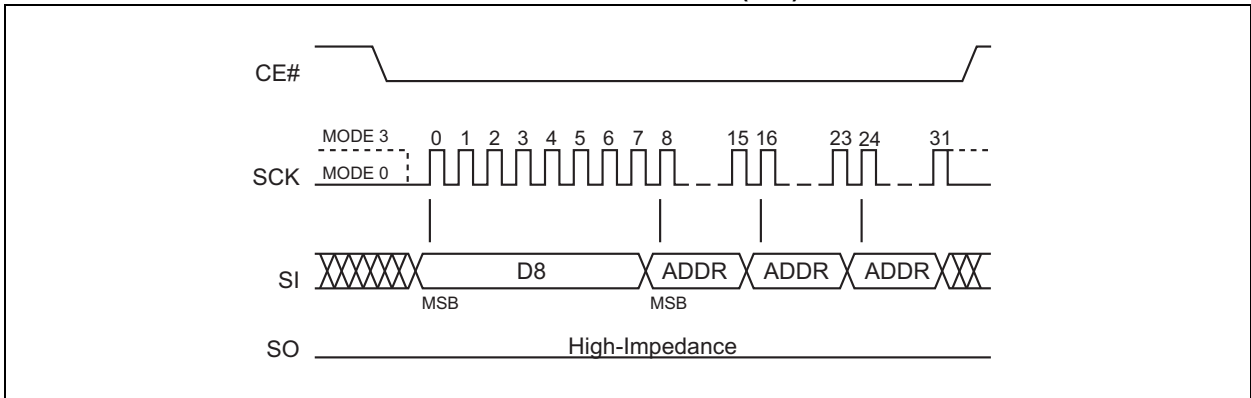 CE#
MODE 3 0 1 2 3 4 5 6 7 8 15 16 23 24 31
SCK MODE 0
SI D8 ADDR ADDR ADDR
MSB MSB
SO High-Impedance